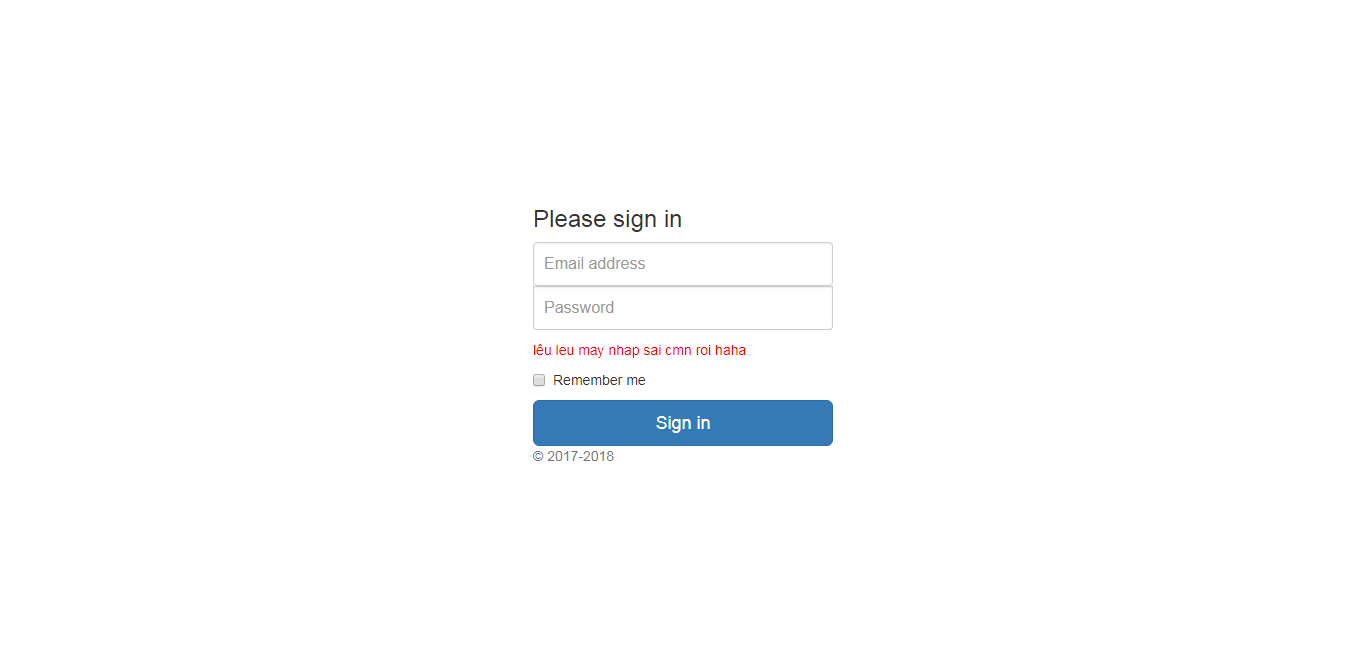 Please sign in
Email address
Password
lêu leu may nhap sai cmn roi haha
Remember me
Sign in
© 2017-2018